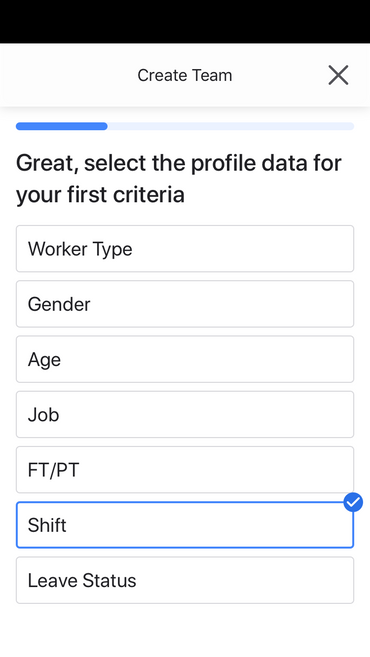 Create Team
Great, select the profile data for
your first criteria
Worker Type
Gender
Age
Job
FT/PT
Shift
Leave Status